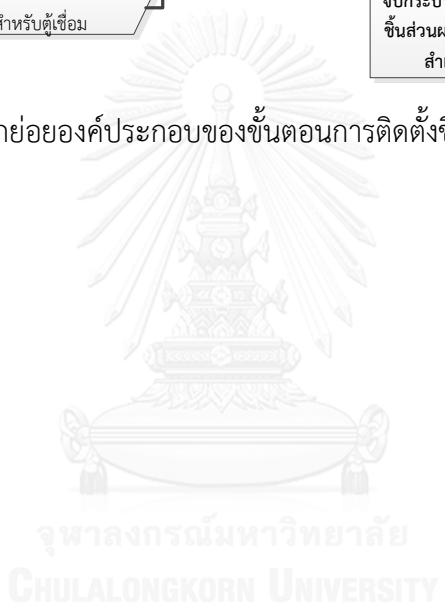 สำหรับตู้เชื่อม
ชิ้นส่วนผ
สำเ
กย่อยองค์ประกอบของขั้นตอนการติดตั้งชิ
จุฬาลงกรณ์มหาวิทยาลัย
CHULALONGKORN UNIVERSITY